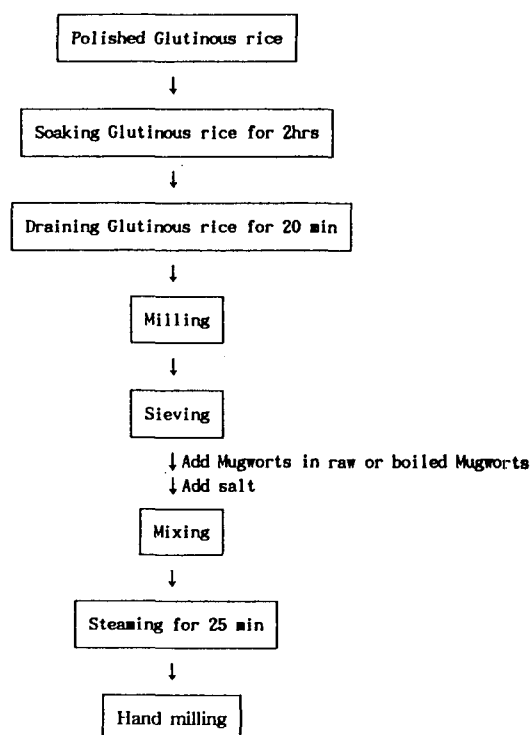 Polished Glutinous rice
↓
Soaking Glutinous rice for 2hrs
↓
Draining Glutinous rice for 20 min
↓
Milling
↓
Sieving
↓ Add Mugworts in raw or boiled Mugworts
↓ Add salt
Mixing
↓
Steaming for 25 min
↓
Hand milling